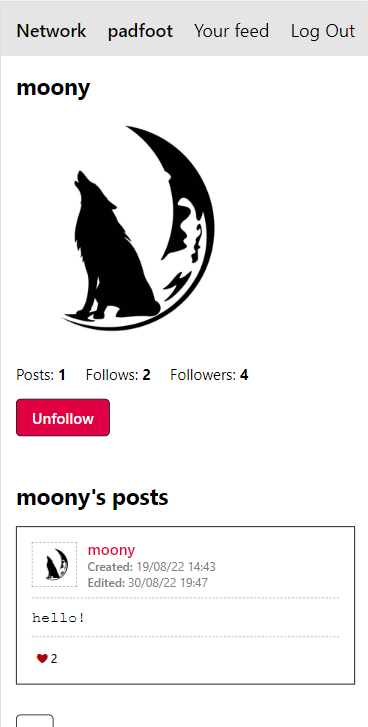 Network padfoot Your feed Log Out
moony
Posts: 1 Follows: 2 Followers: 4
Unfollow
moony's posts
moony
Created: 19/08/22 14:43
Edited: 30/08/22 19:47
hello!
2